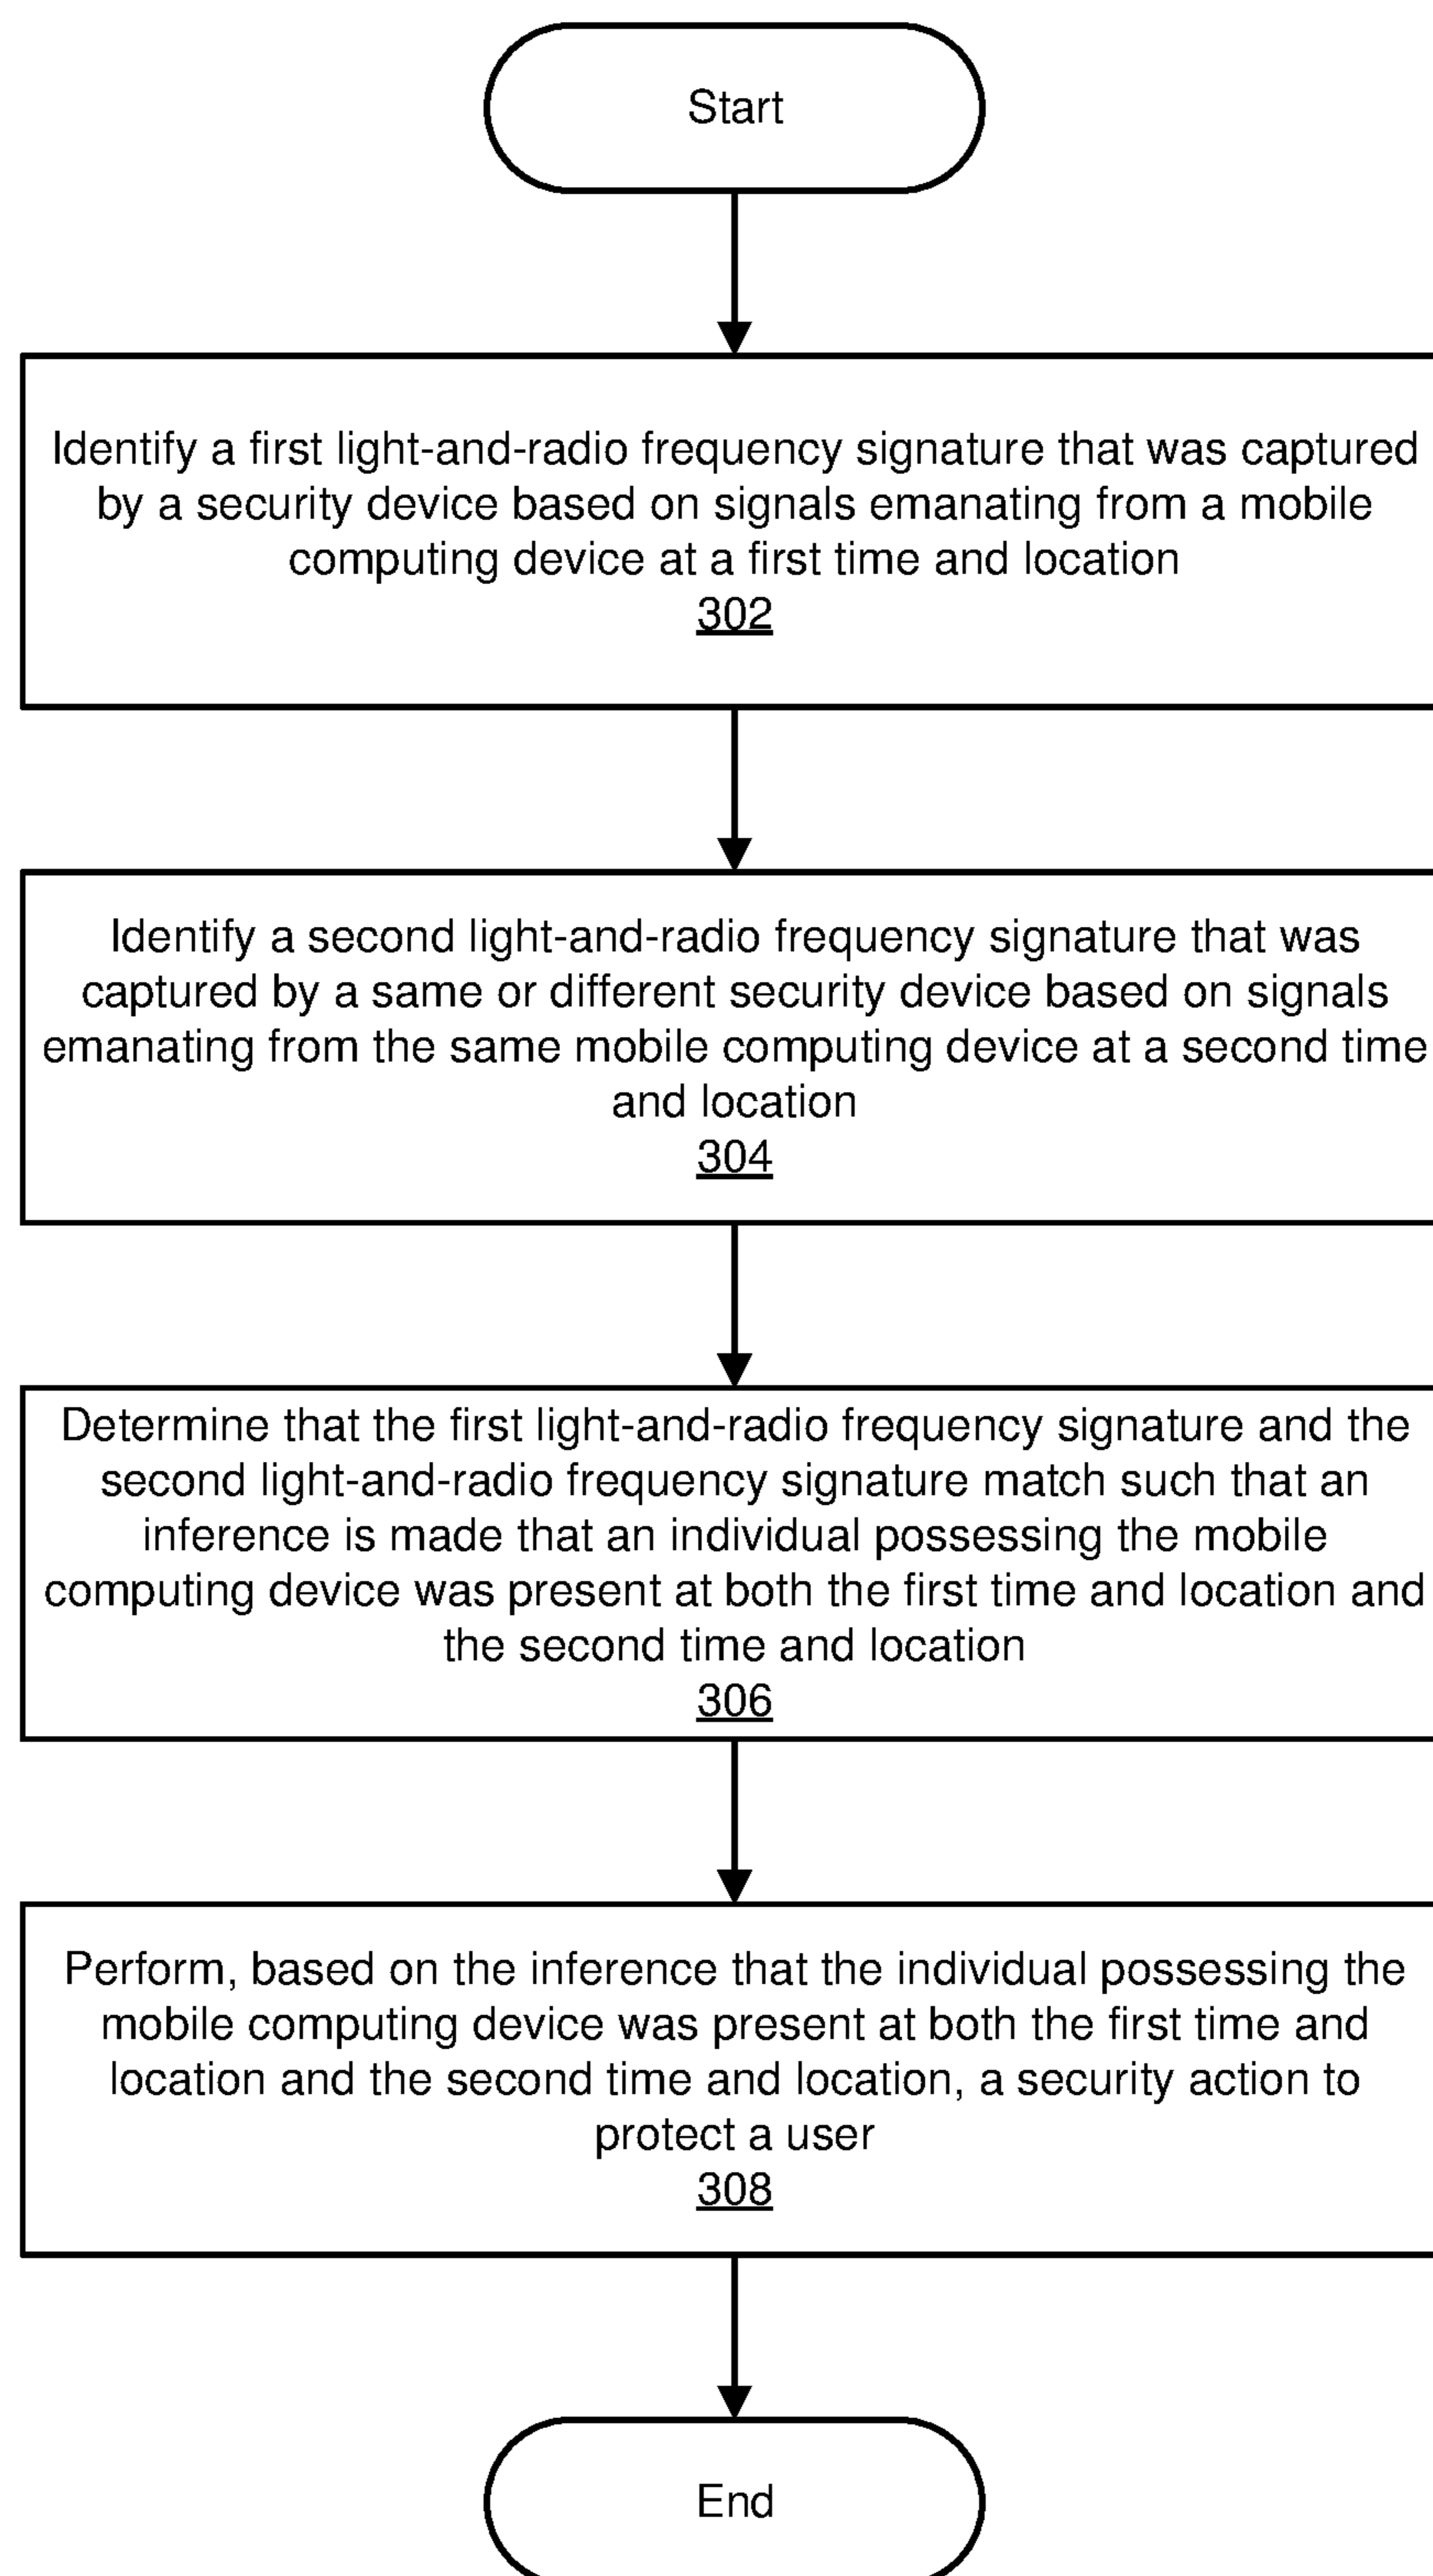 Start
Identify a first light-and-radio frequency signature that was captured
by a security device based on signals emanating from a mobile
computing device at a first time and location
302
Identify a second light-and-radio frequency signature that was
captured by a same or different security device based on signals
emanating from the same mobile computing device at a second time
and location
304
Determine that the first light-and-radio frequency signature and the
second light-and-radio frequency signature match such that an
inference is made that an individual possessing the mobile
computing device was present at both the first time and location and
the second time and location
306
Perform, based on the inference that the individual possessing the
mobile computing device was present at both the first time and
location and the second time and location, a security action to
protect a user
308
End